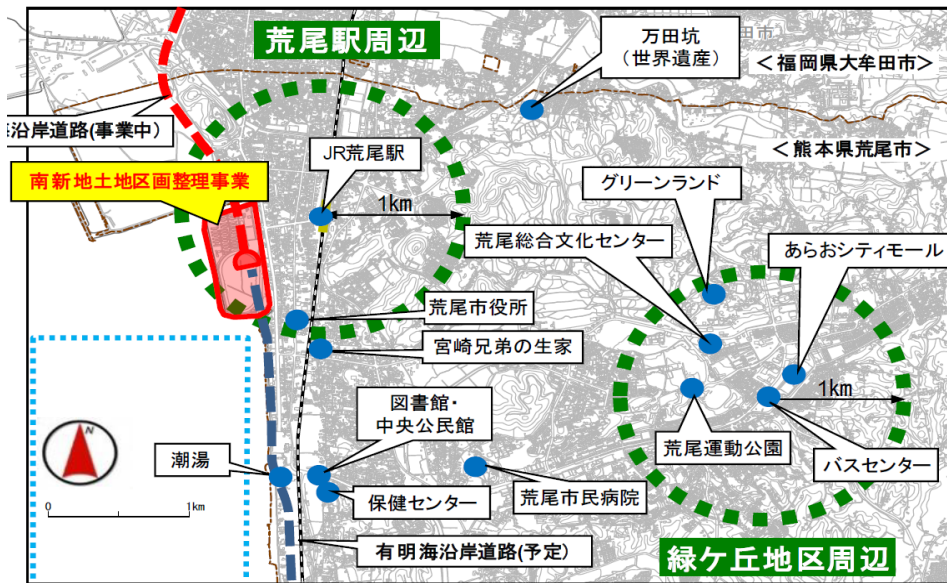 荒尾駅周辺
万田坑
(世界遺産)
田市
＜福岡県大牟田市＞
沿岸道路(事業中)
＜熊本県荒尾市＞
JR荒尾駅
南新地土地区画整理事業
グリーンランド
1km
荒尾総合文化センター
あらおシティモール
荒尾市役所
宮崎兄弟の生家
1km
図書館・
中央公民館
荒尾運動公園
N
潮湯
バスセンター
保健センター
荒尾市民病院
0
1km
有明海沿岸道路(予定)
緑ケ丘地区周辺